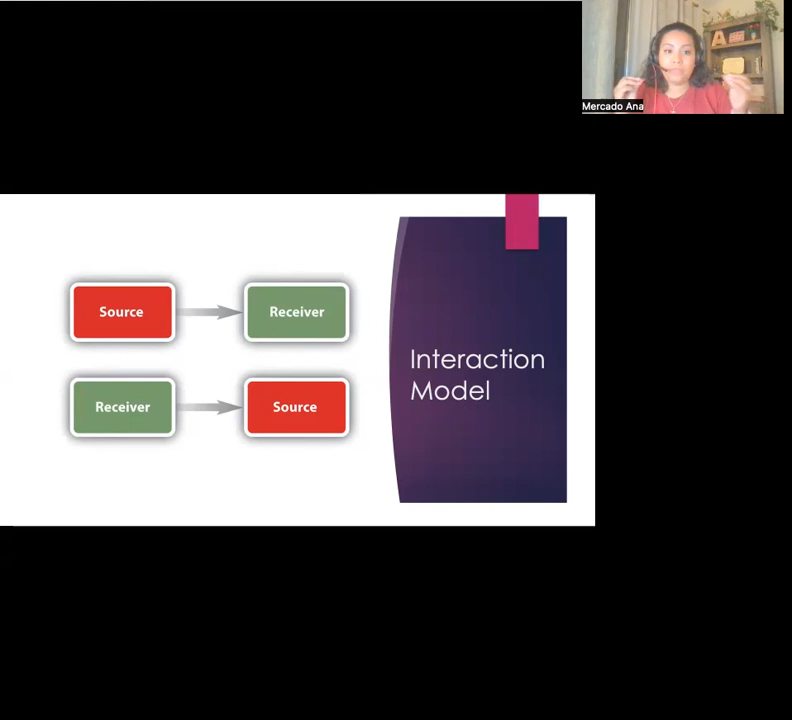 Mercado Ana
Source
Receiver
Receiver
Source
Interaction
Model